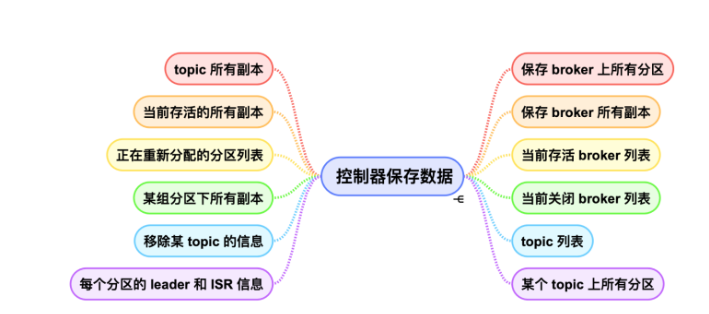 topic 所有副本
当前存活的所有副本
正在重新分配的分区列表
某组分区下所有副本
移除某 topic 的信息
每个分区的 leader 和 ISR 信息
控制器保存数据
保存 broker 上所有分区
保存 broker 所有副本
当前存活 broker 列表
当前关闭 broker 列表
topic 列表
某个 topic 上所有分区